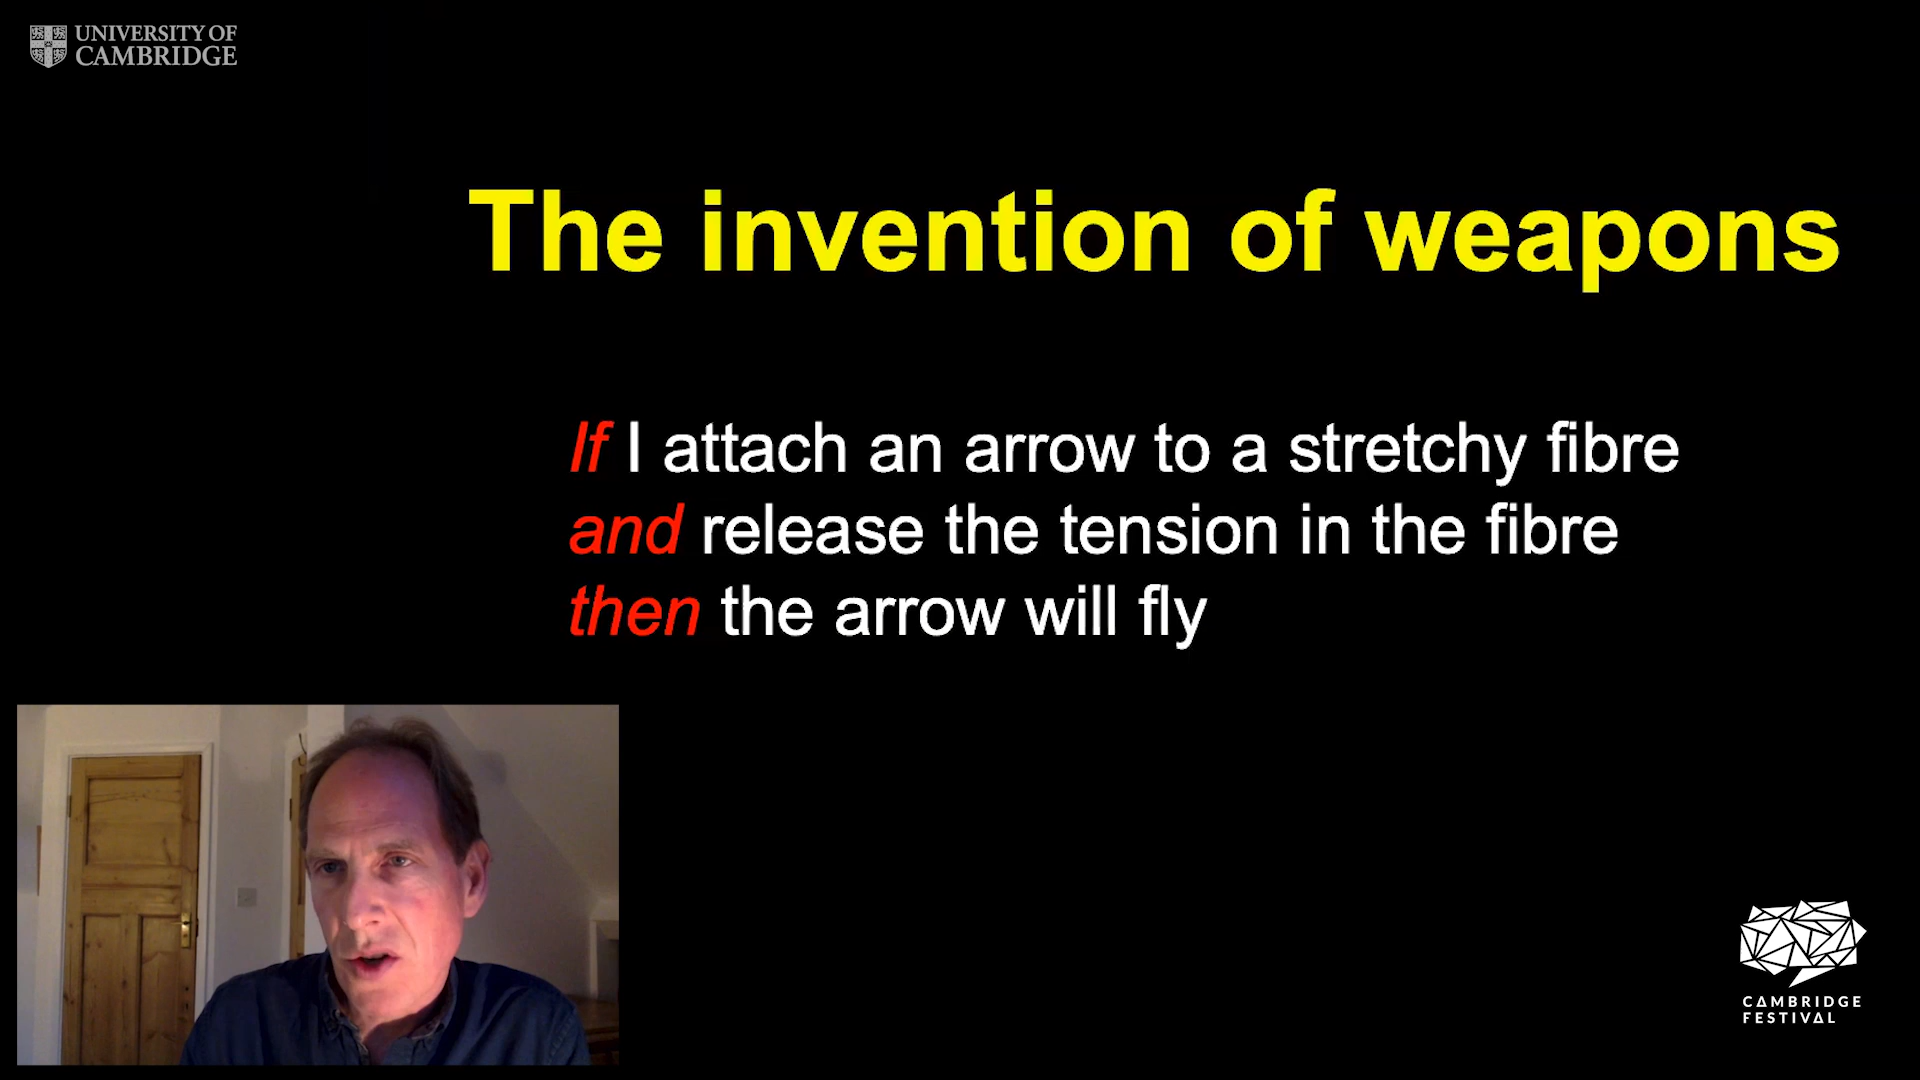 UNIVERSITY OF
CAMBRIDGE
The invention of weapons
If I attach an arrow to a stretchy fibre
and release the tension in the fibre
then the arrow will fly
CAMBRIDGE
FESTIVAL